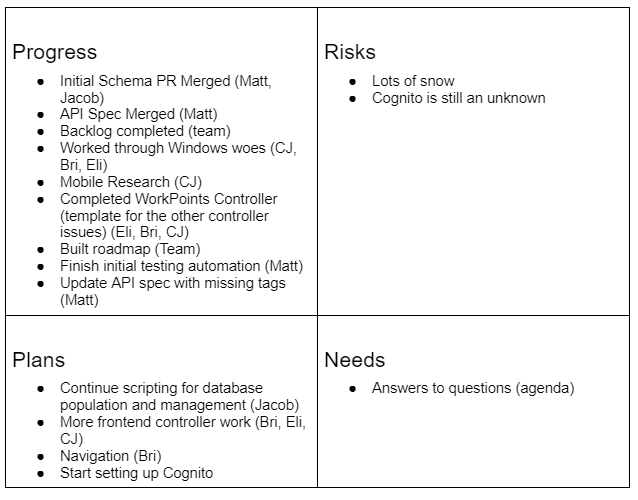 Progress
● Initial Schema PR Merged (Matt,
Jacob)
● API Spec Merged (Matt)
● Backlog completed (team)
● Worked through Windows woes (CJ,
Bri, Eli)
● Mobile Research (CJ)
● Completed WorkPoints Controller
(template for the other controller
issues) (Eli, Bri, CJ)
● Built roadmap (Team)
● Finish initial testing automation (Matt)
● Update API spec with missing tags
(Matt)
Risks
● Lots of snow
● Cognito is still an unknown
Plans
● Continue scripting for database
population and management (Jacob)
● More frontend controller work (Bri, Eli,
CJ)
● Navigation (Bri)
● Start setting up Cognito
Needs
● Answers to questions (agenda)